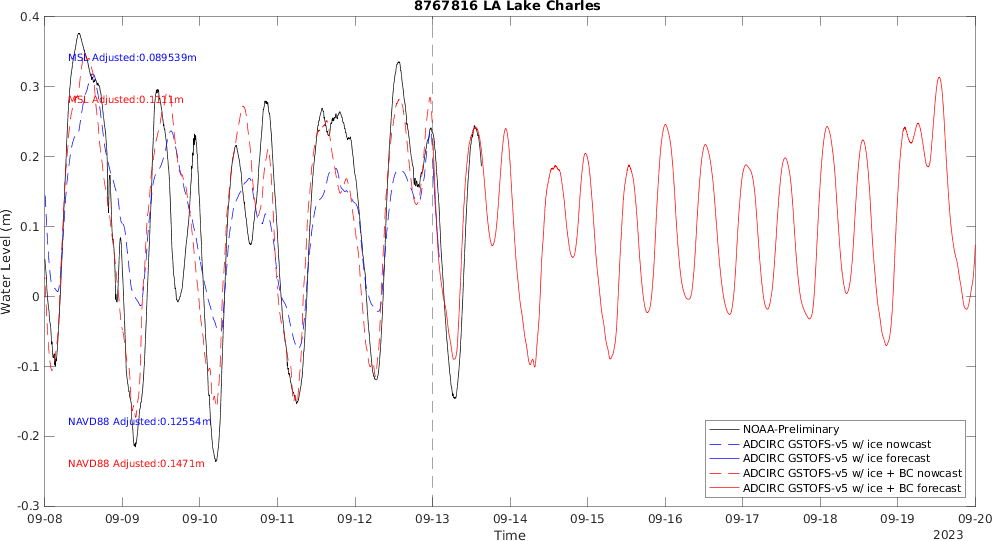 8767816 LA Lake Charles
0.4
0.3
0.2
0.1
0
-0.1
-0.2
-0.3
Water Level (m)
MSL Adjusted:0.089539m
MSL Adjusted:0.1111m
NAVD88 Adjusted:0.12554m
NAVD88 Adjusted:0.1471m
NOAA-Preliminary
ADCIRC GSTOFS-v5 w/ ice nowcast
ADCIRC GSTOFS-v5 w/ ice forecast
ADCIRC GSTOFS-v5 w/ ice + BC nowcast
ADCIRC GSTOFS-v5 w/ ice + BC forecast
09-08 09-09 09-10 09-11 09-12 09-13 09-14 09-15 09-16 09-17 09-18 09-19 09-20
Time
2023